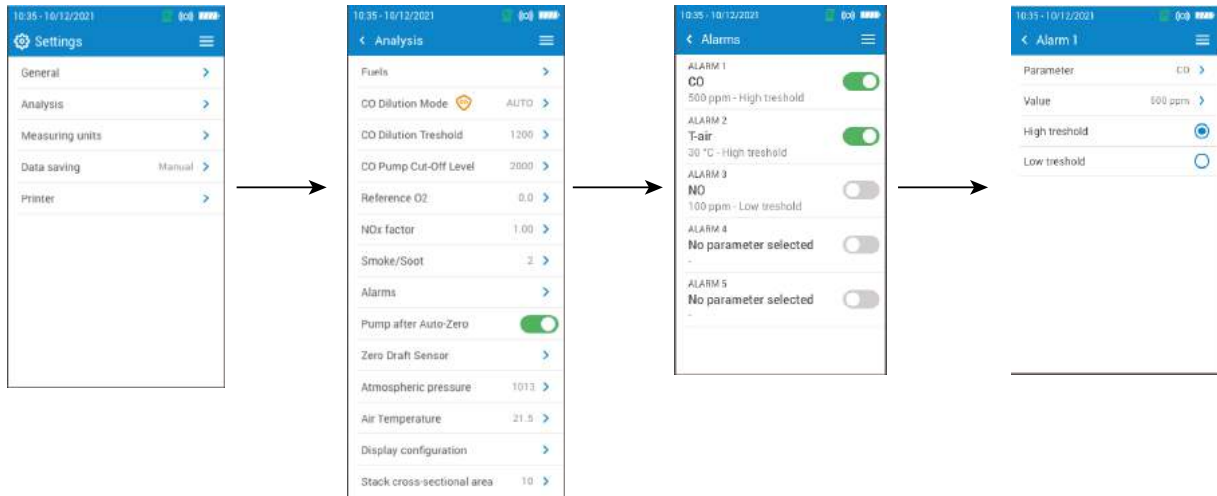 10:35 - 10/12/2021
Settings
General
Analysis
Measuring units
Data saving Manual
Printer
10:35 - 10/12/2021
Analysis
Fuels
CO Dilution Mode AUTO
CO Dilution Treshold 1200
CO Pump Cut-Off Level 2000
Reference O2 0.0
NOx factor 1.00
Smoke/Soot 2
Alarms
Pump after Auto-Zero
Zero Draft Sensor
Atmospheric pressure 1013
Air Temperature 21.5
Display configuration
Stack cross-sectional area 10
10:35 - 10/12/2021
Alarms
ALARM 1
CO
500 ppm - High treshold
ALARM 2
T-air
30 °C - High treshold
ALARM 3
NO
100 ppm - Low treshold
ALARM 4
No parameter selected
-
ALARM 5
No parameter selected
-
10:35 - 10/12/2021
Alarm 1
Parameter CO
Value 500 ppm
High treshold
Low treshold